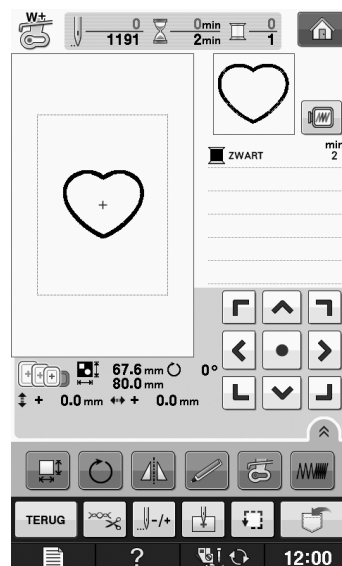 W+
0
1191
0min
2min
0
1
min
ZWART 2
67.6 mm 0°
80.0 mm
+ 0.0 mm + 0.0 mm
TERUG -/+
? 12:00